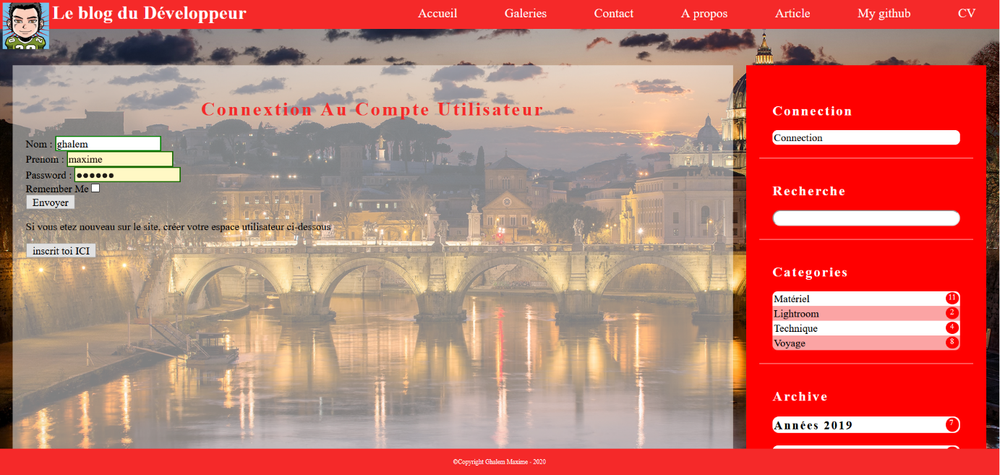 Le blog du Développeur
Accueil
Galeries
Contact
A propos
Article
My github
CV
Connextion Au Compte Utilisateur
Nom : ghalem
Prenom : maxime
Password : ●●●●●●
Remember Me
Envoyer
Si vous etez nouveau sur le site, créer votre espace utilisateur ci-dessous
inscrit toi ICI
Connection
Connection
Recherche
Categories
Matériel 11
Lightroom 2
Technique 4
Voyage 8
Archive
Années 2019 7
©Copyright Ghalem Maxime - 2020